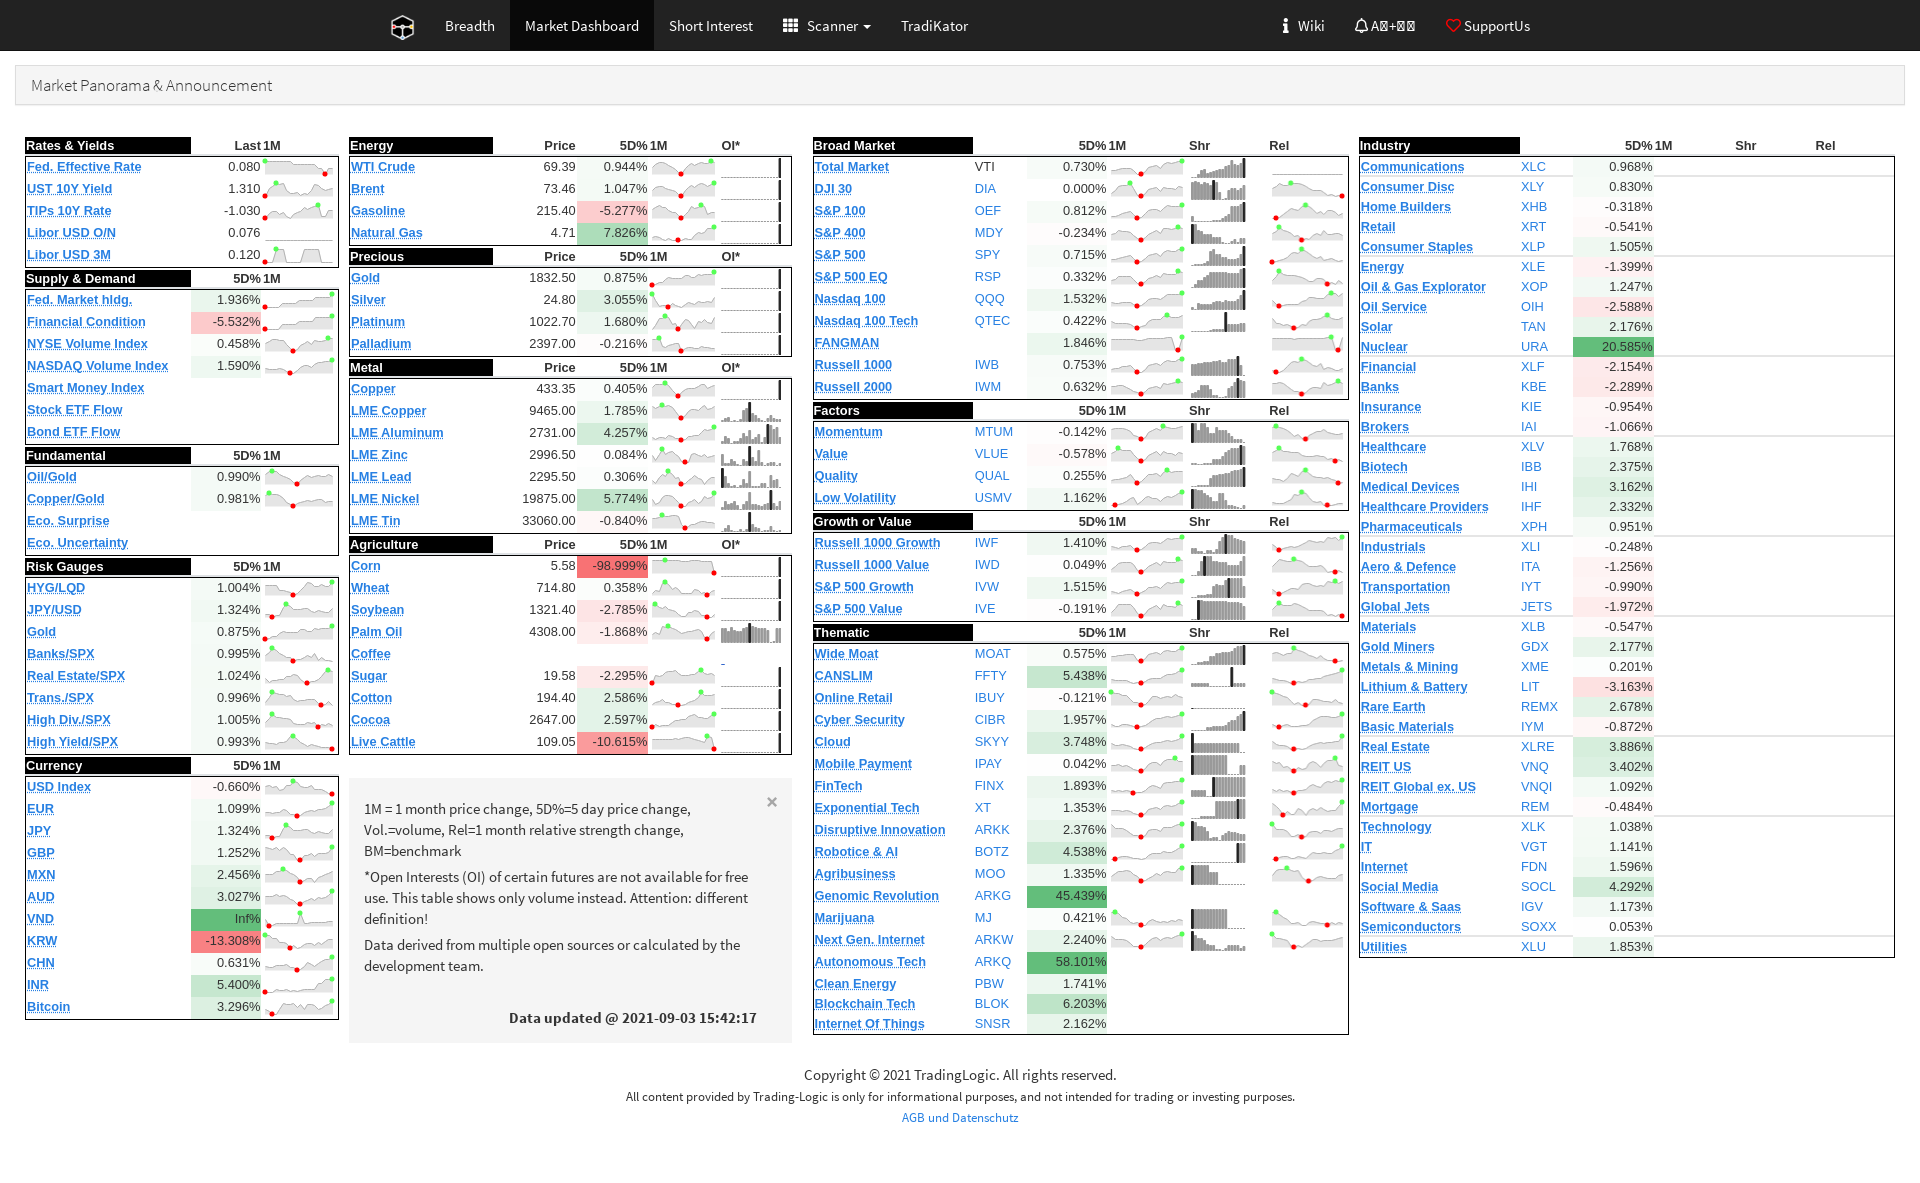 Breadth Market Dashboard Short Interest Scanner TradiKator Wiki SupportUs
Market Panorama & Announcement
Rates & Yields Last 1M
Fed. Effective Rate 0.080
UST 10Y Yield 1.310
TIPs 10Y Rate -1.030
Libor USD O/N 0.076
Libor USD 3M 0.120
Supply & Demand 5D% 1M
Fed. Market hldg. 1.936%
Financial Condition -5.532%
NYSE Volume Index 0.458%
NASDAQ Volume Index 1.590%
Smart Money Index
Stock ETF Flow
Bond ETF Flow
Fundamental 5D% 1M
Oil/Gold 0.990%
Copper/Gold 0.981%
Eco. Surprise
Eco. Uncertainty
Risk Gauges 5D% 1M
HYG/LQD 1.004%
JPY/USD 1.324%
Gold 0.875%
Banks/SPX 0.995%
Real Estate/SPX 1.024%
Trans./SPX 0.996%
High Div./SPX 1.005%
High Yield/SPX 0.993%
Currency 5D% 1M
USD Index -0.660%
EUR 1.099%
JPY 1.324%
GBP 1.252%
MXN 2.456%
AUD 3.027%
VND Inf%
KRW -13.308%
CHN 0.631%
INR 5.400%
Bitcoin 3.296%
Energy Price 5D% 1M OI*
WTI Crude 69.39 0.944%
Brent 73.46 1.047%
Gasoline 215.40 -5.277%
Natural Gas 4.71 7.826%
Precious Price 5D% 1M OI*
Gold 1832.50 0.875%
Silver 24.80 3.055%
Platinum 1022.70 1.680%
Palladium 2397.00 -0.216%
Metal Price 5D% 1M OI*
Copper 433.35 0.405%
LME Copper 9465.00 1.785%
LME Aluminum 2731.00 4.257%
LME Zinc 2996.50 0.084%
LME Lead 2295.50 0.306%
LME Nickel 19875.00 5.774%
LME Tin 33060.00 -0.840%
Agriculture Price 5D% 1M OI*
Corn 5.58 -98.999%
Wheat 714.80 0.358%
Soybean 1321.40 -2.785%
Palm Oil 4308.00 -1.868%
Coffee -
Sugar 19.58 -2.295%
Cotton 194.40 2.586%
Cocoa 2647.00 2.597%
Live Cattle 109.05 -10.615%
×
1M = 1 month price change, 5D%=5 day price change,
Vol.=volume, Rel=1 month relative strength change,
BM=benchmark
*Open Interests (OI) of certain futures are not available for free
use. This table shows only volume instead. Attention: different
definition!
Data derived from multiple open sources or calculated by the
development team.
Data updated @ 2021-09-03 15:42:17
Broad Market 5D% 1M Shr Rel
Total Market VTI 0.730%
DJI 30 DIA 0.000%
S&P 100 OEF 0.812%
S&P 400 MDY -0.234%
S&P 500 SPY 0.715%
S&P 500 EQ RSP 0.332%
Nasdaq 100 QQQ 1.532%
Nasdaq 100 Tech QTEC 0.422%
FANGMAN 1.846%
Russell 1000 IWB 0.753%
Russell 2000 IWM 0.632%
Factors 5D% 1M Shr Rel
Momentum MTUM -0.142%
Value VLUE -0.578%
Quality QUAL 0.255%
Low Volatility USMV 1.162%
Growth or Value 5D% 1M Shr Rel
Russell 1000 Growth IWF 1.410%
Russell 1000 Value IWD 0.049%
S&P 500 Growth IVW 1.515%
S&P 500 Value IVE -0.191%
Thematic 5D% 1M Shr Rel
Wide Moat MOAT 0.575%
CANSLIM FFTY 5.438%
Online Retail IBUY -0.121%
Cyber Security CIBR 1.957%
Cloud SKYY 3.748%
Mobile Payment IPAY 0.042%
FinTech FINX 1.893%
Exponential Tech XT 1.353%
Disruptive Innovation ARKK 2.376%
Robotice & AI BOTZ 4.538%
Agribusiness MOO 1.335%
Genomic Revolution ARKG 45.439%
Marijuana MJ 0.421%
Next Gen. Internet ARKW 2.240%
Autonomous Tech ARKQ 58.101%
Clean Energy PBW 1.741%
Blockchain Tech BLOK 6.203%
Internet Of Things SNSR 2.162%
Industry 5D% 1M Shr Rel
Communications XLC 0.968%
Consumer Disc XLY 0.830%
Home Builders XHB -0.318%
Retail XRT -0.541%
Consumer Staples XLP 1.505%
Energy XLE -1.399%
Oil & Gas Explorator XOP 1.247%
Oil Service OIH -2.588%
Solar TAN 2.176%
Nuclear URA 20.585%
Financial XLF -2.154%
Banks KBE -2.289%
Insurance KIE -0.954%
Brokers IAI -1.066%
Healthcare XLV 1.768%
Biotech IBB 2.375%
Medical Devices IHI 3.162%
Healthcare Providers IHF 2.332%
Pharmaceuticals XPH 0.951%
Industrials XLI -0.248%
Aero & Defence ITA -1.256%
Transportation IYT -0.990%
Global Jets JETS -1.972%
Materials XLB -0.547%
Gold Miners GDX 2.177%
Metals & Mining XME 0.201%
Lithium & Battery LIT -3.163%
Rare Earth REMX 2.678%
Basic Materials IYM -0.872%
Real Estate XLRE 3.886%
REIT US VNQ 3.402%
REIT Global ex. US VNQI 1.092%
Mortgage REM -0.484%
Technology XLK 1.038%
IT VGT 1.141%
Internet FDN 1.596%
Social Media SOCL 4.292%
Software & Saas IGV 1.173%
Semiconductors SOXX 0.053%
Utilities XLU 1.853%
Copyright © 2021 TradingLogic. All rights reserved.
All content provided by Trading-Logic is only for informational purposes, and not intended for trading or investing purposes.
AGB und Datenschutz